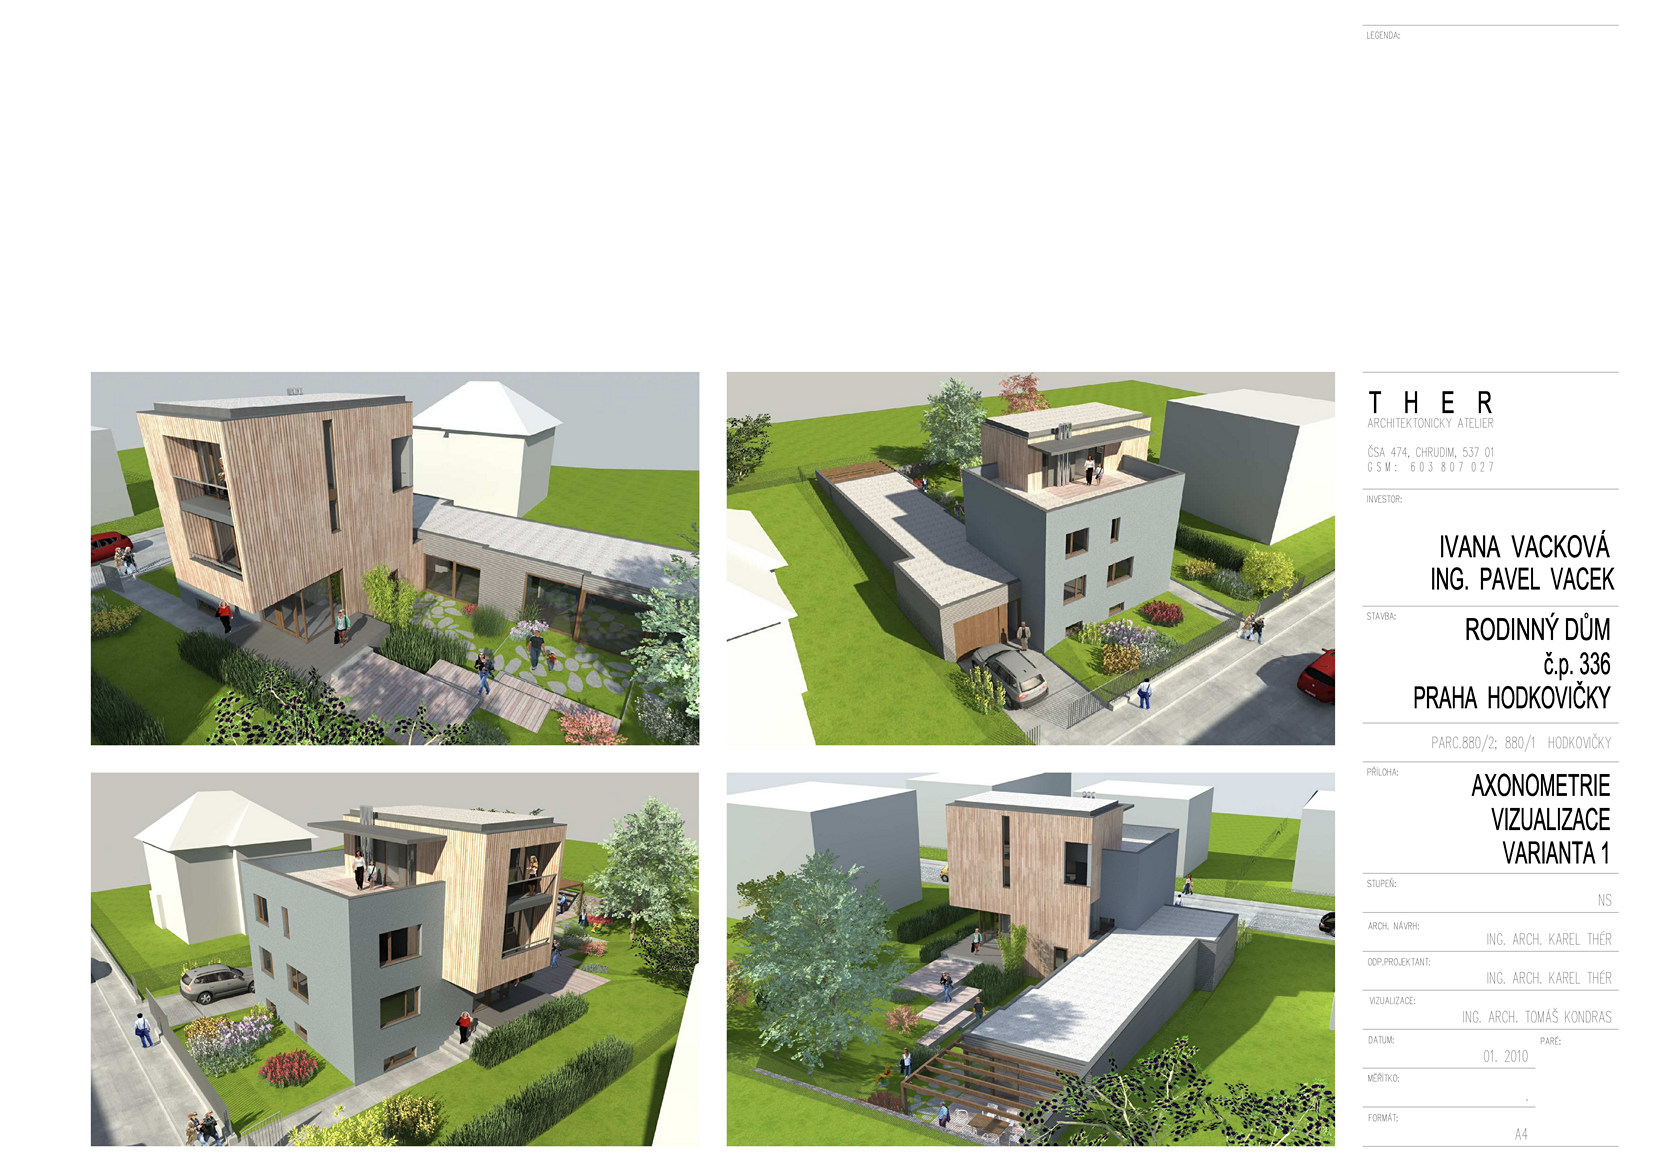 LEGENDA:
T H E R
ARCHITEKTONICKY ATELIER
ČSA 474, CHRUDIM, 537 01
GSM: 603 807 027
INVESTOR:
IVANA VACKOVÁ
ING. PAVEL VACEK
STAVBA:
RODINNÝ DŮM
č.p. 336
PRAHA HODKOVIČKY
PARC.880/2; 880/1 HODKOVIČKY
PŘÍLOHA:
AXONOMETRIE
VIZUALIZACE
VARIANTA 1
STUPEŇ:
NS
ARCH. NÁVRH:
ING. ARCH. KAREL THÉR
ODP.PROJEKTANT:
ING. ARCH. KAREL THÉR
VIZUALIZACE:
ING. ARCH. TOMÁŠ KONDRAS
DATUM:
PARÉ:
01. 2010
MĚŘÍTKO:
.
FORMÁT:
A4